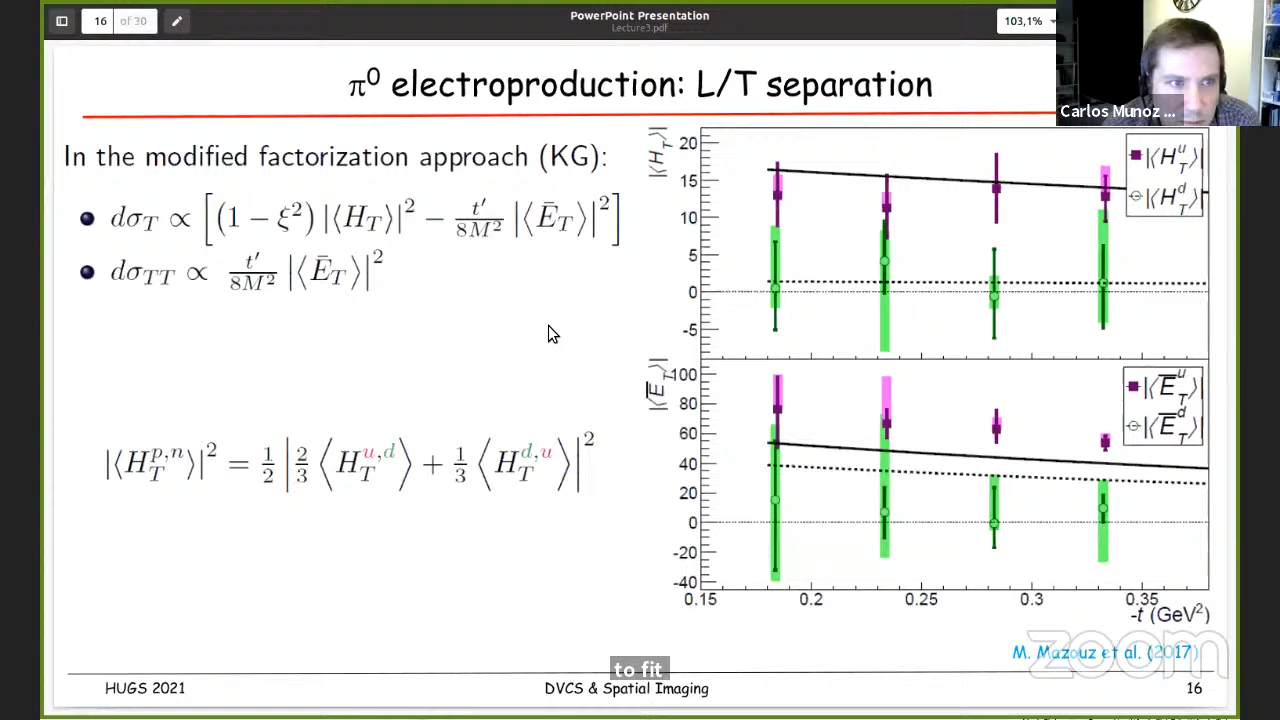 PowerPoint Presentation
Lecture3.pdf
16 of 30
103,1%
Carlos Munoz ...
π⁰ electroproduction: L/T separation
In the modified factorization approach (KG):
dσ_T ∝ [(1 − ξ²) |⟨H_T⟩|² − t'/8M² |⟨Ē_T⟩|²]
dσ_TT ∝ t'/8M² |⟨Ē_T⟩|²
|⟨H_T^{p,n}⟩|² = 1/2 |2/3 ⟨H_T^{u,d}⟩ + 1/3 ⟨H_T^{d,u}⟩|²
|⟨H_T⟩|
20
15
10
5
0
-5
|⟨H_T^u⟩|
|⟨H_T^d⟩|
|⟨Ē_T⟩|
100
80
60
40
20
0
-20
-40
|⟨Ē_T^u⟩|
|⟨Ē_T^d⟩|
0.15 0.2 0.25 0.3 0.35
-t (GeV²)
M. Mazouz et al. (2017)
zoom
to fit
HUGS 2021
DVCS & Spatial Imaging
16